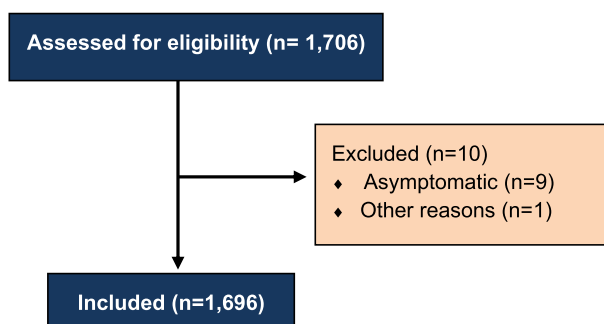 Assessed for eligibility (n= 1,706)
Excluded (n=10)
♦ Asymptomatic (n=9)
♦ Other reasons (n=1)
Included (n=1,696)